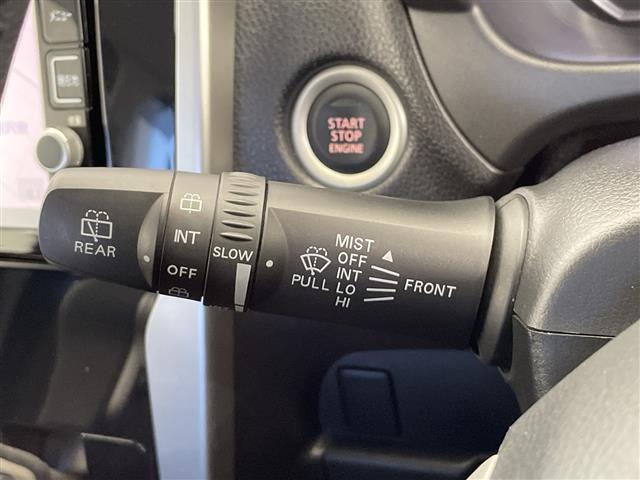 START
STOP
ENGINE
REAR
INT
OFF
SLOW
PULL
MIST
OFF
INT
LO
HI
FRONT